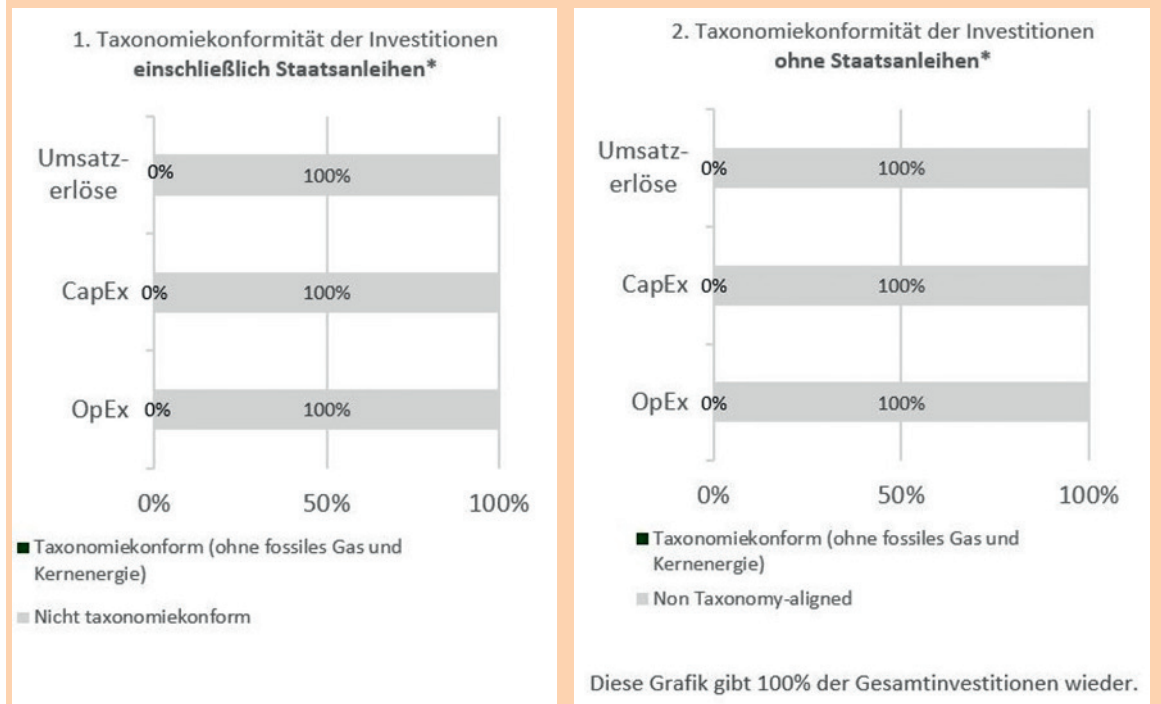 1. Taxonomiekonformität der Investitionen
einschließlich Staatsanleihen*
Umsatz-
erlöse
0%
100%
CapEx
0%
100%
OpEx
0%
100%
0%
50%
100%
Taxonomiekonform (ohne fossiles Gas und
Kernenergie)
Nicht taxonomiekonform
2. Taxonomiekonformität der Investitionen
ohne Staatsanleihen*
Umsatz-
erlöse
0%
100%
CapEx
0%
100%
OpEx
0%
100%
0%
50%
100%
Taxonomiekonform (ohne fossiles Gas und
Kernenergie)
Non Taxonomy-aligned
Diese Grafik gibt 100% der Gesamtinvestitionen wieder.